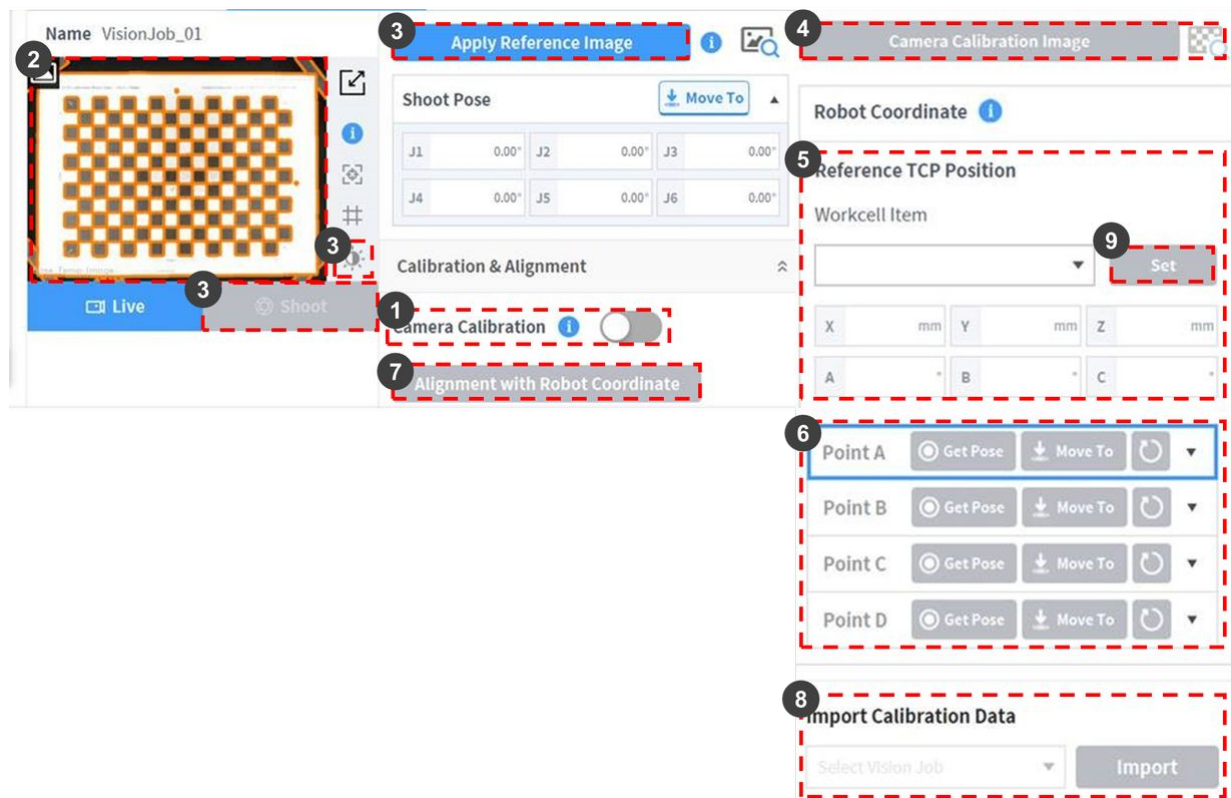 Name VisionJob_01
2
3
3
Live
Shoot
3
Apply Reference Image
Shoot Pose
Move To
J1 0.00° J2 0.00° J3 0.00°
J4 0.00° J5 0.00° J6 0.00°
Calibration & Alignment
1
Camera Calibration
7
Alignment with Robot Coordinate
4
Camera Calibration Image
Robot Coordinate
5
Reference TCP Position
Workcell Item
9
Set
X mm Y mm Z mm
A ° B ° C °
6
Point A Get Pose Move To
Point B Get Pose Move To
Point C Get Pose Move To
Point D Get Pose Move To
8
Import Calibration Data
Select Vision Job
Import